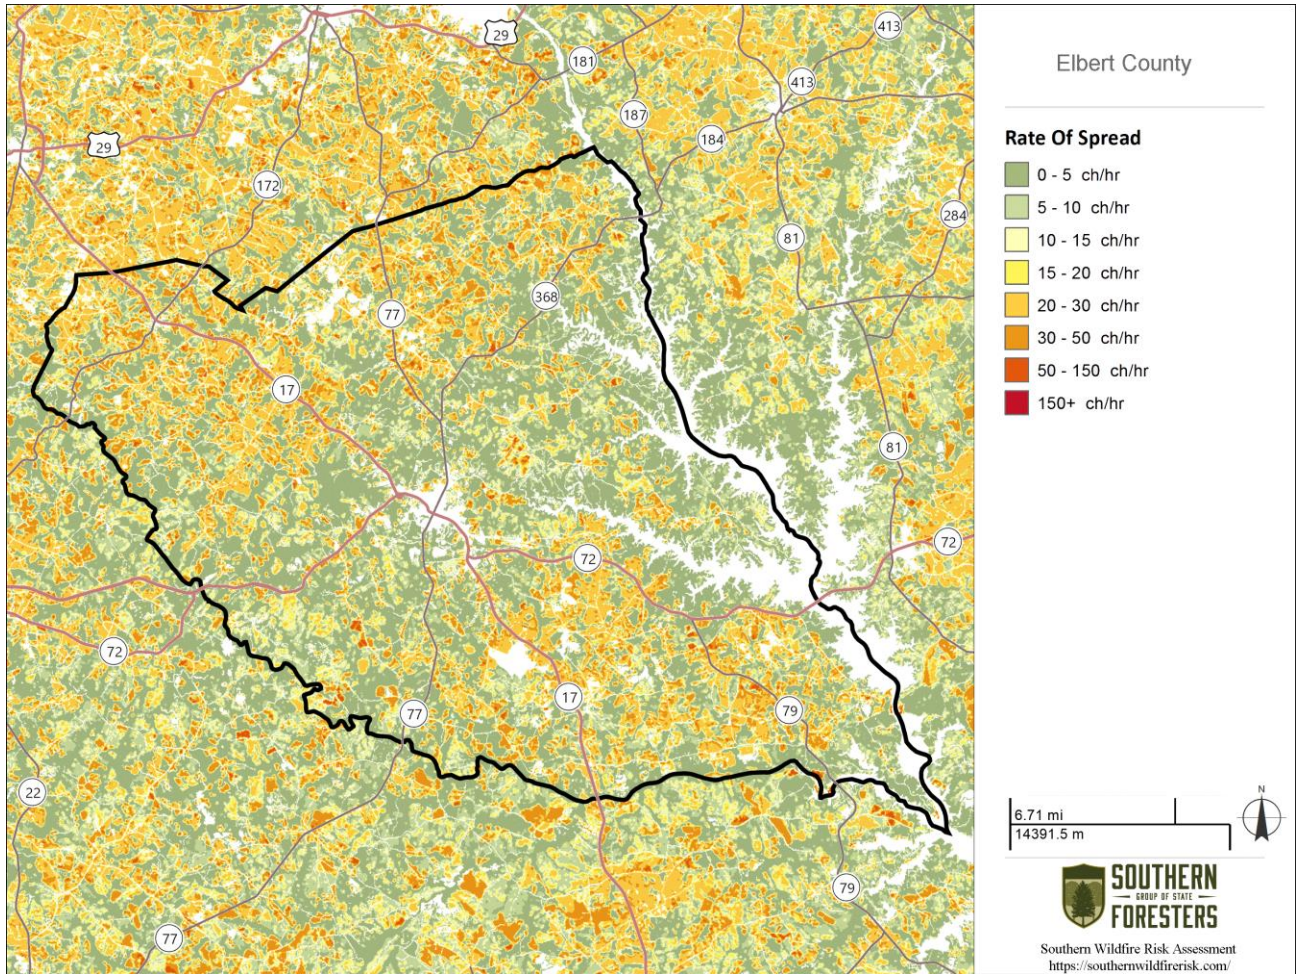 29
413
181
413
187
184
29
172
284
81
77
368
17
81
72
72
72
79
17
77
22
79
77
Elbert County
Rate Of Spread
0 - 5 ch/hr
5 - 10 ch/hr
10 - 15 ch/hr
15 - 20 ch/hr
20 - 30 ch/hr
30 - 50 ch/hr
50 - 150 ch/hr
150+ ch/hr
N
6.71 mi
14391.5 m
SOUTHERN
GROUP OF STATE
FORESTERS
Southern Wildfire Risk Assessment
https://southernwildfirerisk.com/